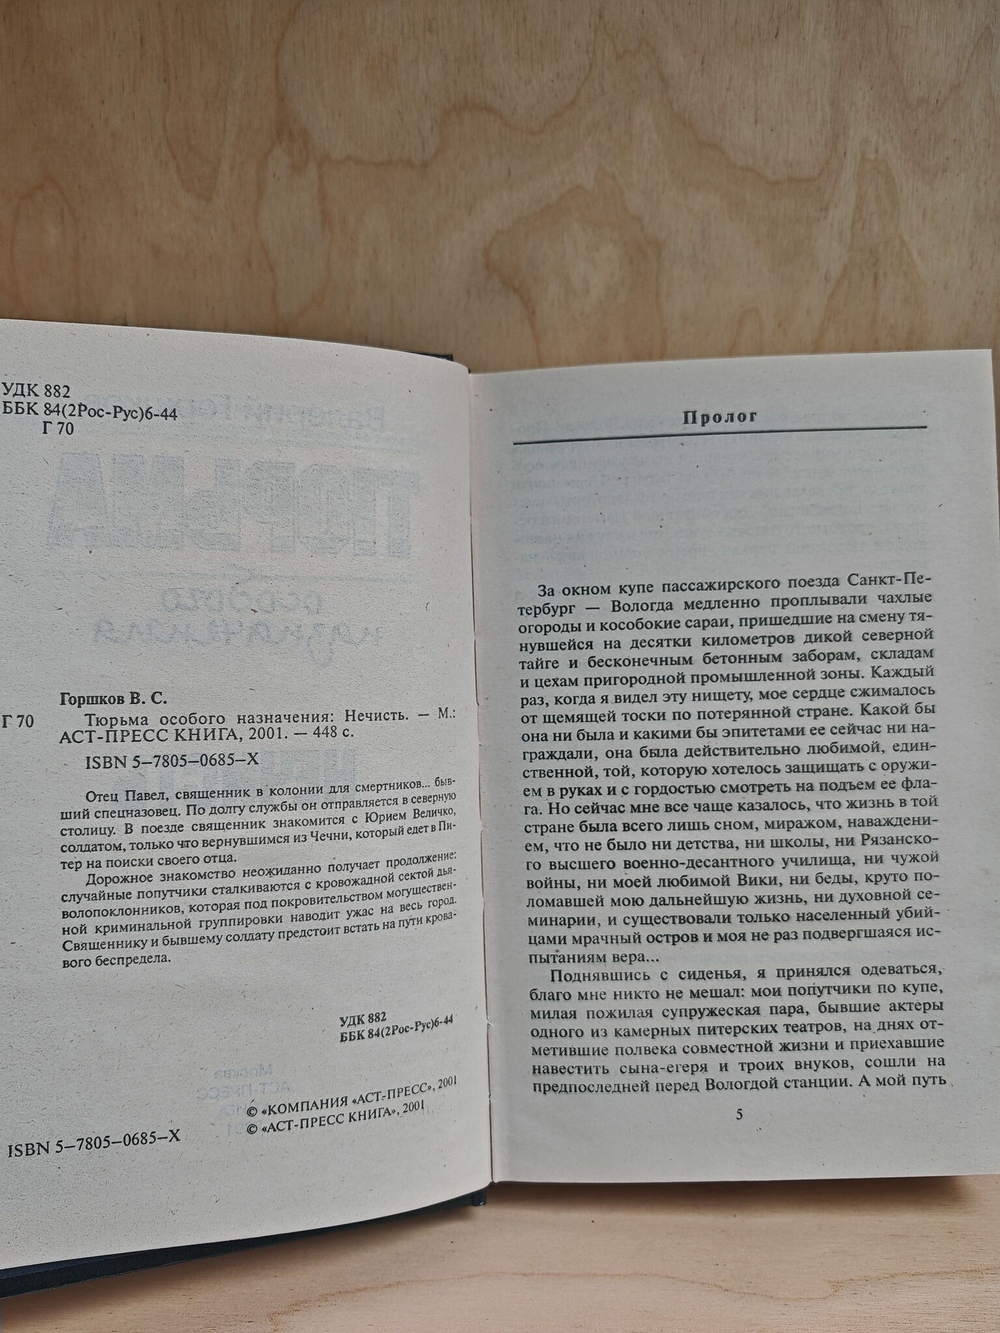 УДК 882
ББК 84(2Рос-Рус)6-44
Г 70
Горшков В. С.
Г 70 Тюрьма особого назначения: Нечисть. — М.:
АСТ-ПРЕСС КНИГА, 2001. — 448 с.
ISBN 5–7805–0685–X
Отец Павел, священник в колонии для смертников... быв-
ший спецназовец. По долгу службы он отправляется в северную
столицу. В поезде священник знакомится с Юрием Величко,
солдатом, только что вернувшимся из Чечни, который едет в Пи-
тер на поиски своего отца.
Дорожное знакомство неожиданно получает продолжение:
случайные попутчики сталкиваются с кровожадной сектой дья-
волопоклонников, которая под покровительством могуществен-
ной криминальной группировки наводит ужас на весь город.
Священнику и бывшему солдату предстоит встать на пути крова-
вого беспредела.
УДК 882
ББК 84(2Рос-Рус)6-44
© «КОМПАНИЯ «АСТ-ПРЕСС», 2001
© «АСТ-ПРЕСС КНИГА», 2001
ISBN 5–7805–0685–X
Пролог
За окном купе пассажирского поезда Санкт-Пе-
тербург — Вологда медленно проплывали чахлые
огороды и кособокие сараи, пришедшие на смену тя-
нувшейся на десятки километров дикой северной
тайге и бесконечным бетонным заборам, складам
и цехам пригородной промышленной зоны. Каждый
раз, когда я видел эту нищету, мое сердце сжималось
от щемящей тоски по потерянной стране. Какой бы
она ни была и какими бы эпитетами ее сейчас ни на-
граждали, она была действительно любимой, един-
ственной, той, которую хотелось защищать с оружи-
ем в руках и с гордостью смотреть на подъем ее фла-
га. Но сейчас мне все чаще казалось, что жизнь в той
стране была всего лишь сном, миражом, наваждени-
ем, что не было ни детства, ни школы, ни Рязанско-
го высшего военно-десантного училища, ни чужой
войны, ни моей любимой Вики, ни беды, круто по-
ломавшей мою дальнейшую жизнь, ни духовной се-
минарии, и существовали только населенный убий-
цами мрачный остров и моя не раз подвергшаяся ис-
пытаниям вера...
Поднявшись с сиденья, я принялся одеваться,
благо мне никто не мешал: мои попутчики по купе,
милая пожилая супружеская пара, бывшие актеры
одного из камерных питерских театров, на днях от-
метившие полвека совместной жизни и приехавшие
навестить сына-егеря и троих внуков, сошли на
предпоследней перед Вологдой станции. А мой путь
5